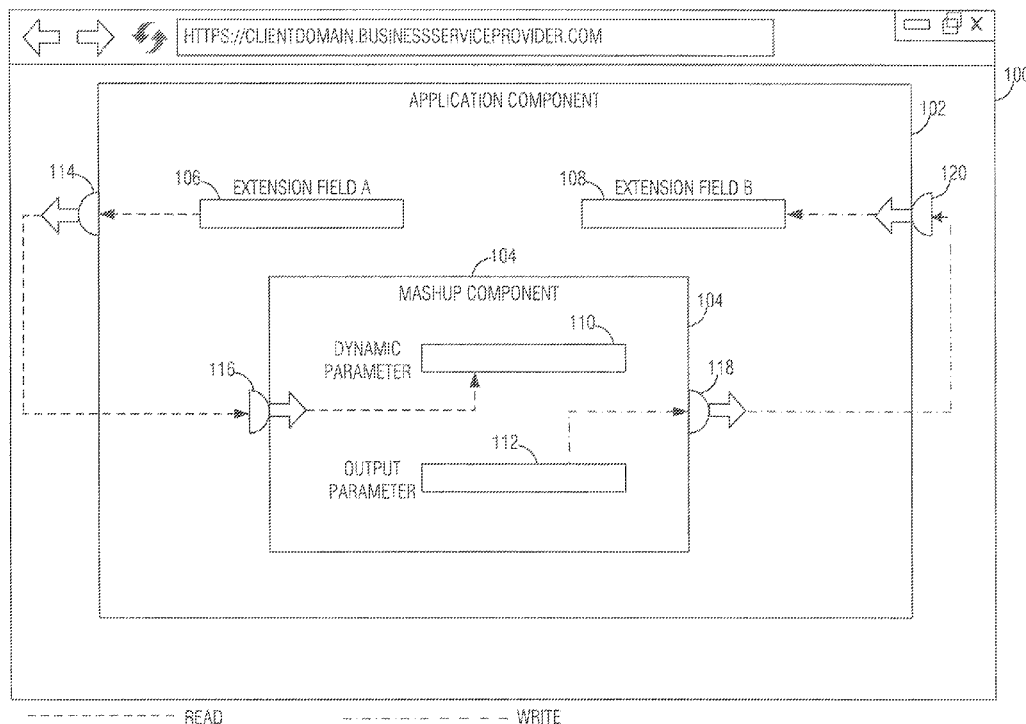 HTTPS://CLIENTDOMAIN.BUSINESSSERVICEPROVIDER.COM
X
100
APPLICATION COMPONENT
102
114
106
EXTENSION FIELD A
108
EXTENSION FIELD B
120
104
MASHUP COMPONENT
104
110
DYNAMIC
PARAMETER
116
118
112
OUTPUT
PARAMETER
READ
WRITE